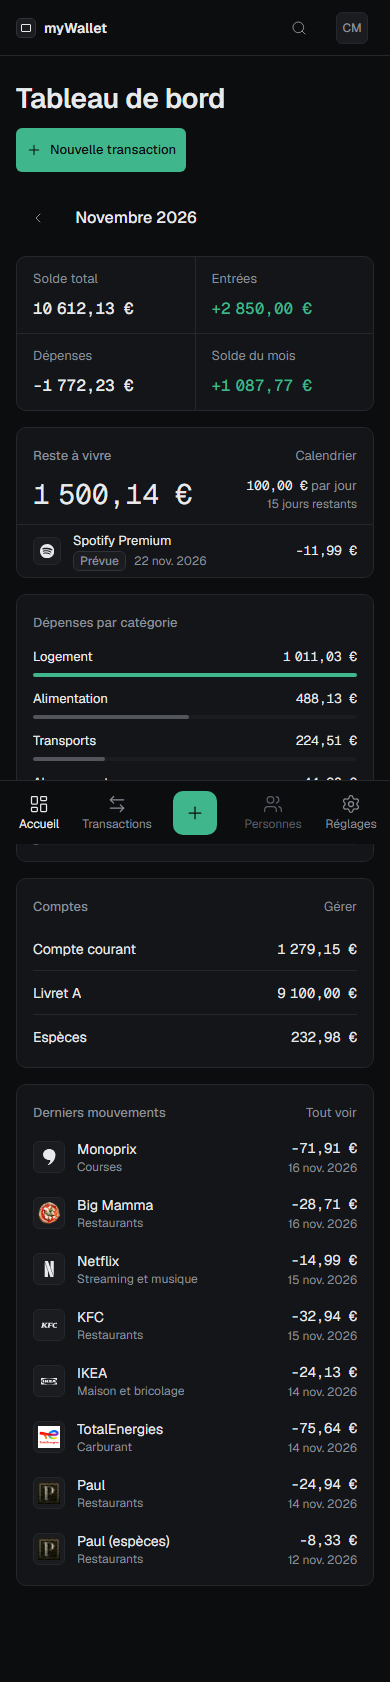 myWallet
CM
Tableau de bord
+ Nouvelle transaction
Novembre 2026
Solde total
10 612,13 €
Entrées
+2 850,00 €
Dépenses
-1 772,23 €
Solde du mois
+1 087,77 €
Reste à vivre
Calendrier
1 500,14 €
100,00 € par jour
15 jours restants
Spotify Premium
Prévue 22 nov. 2026
-11,99 €
Dépenses par catégorie
Logement 1 011,03 €
Alimentation 488,13 €
Transports 224,51 €
Accueil
Transactions
Personnes
Réglages
Comptes Gérer
Compte courant 1 279,15 €
Livret A 9 100,00 €
Espèces 232,98 €
Derniers mouvements Tout voir
Monoprix -71,91 €
Courses 16 nov. 2026
Big Mamma -28,71 €
Restaurants 16 nov. 2026
Netflix -14,99 €
Streaming et musique 15 nov. 2026
KFC
KFC -32,94 €
Restaurants 15 nov. 2026
IKEA
IKEA -24,13 €
Maison et bricolage 14 nov. 2026
TotalEnergies -75,64 €
Carburant 14 nov. 2026
P
Paul -24,94 €
Restaurants 14 nov. 2026
P
Paul (espèces) -8,33 €
Restaurants 12 nov. 2026